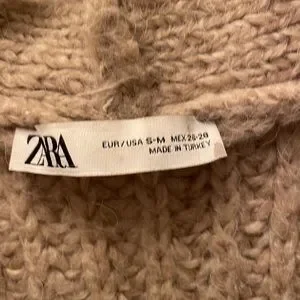 ZARA
EUR/USA S-M MEX 26-28
MADE IN TURKEY